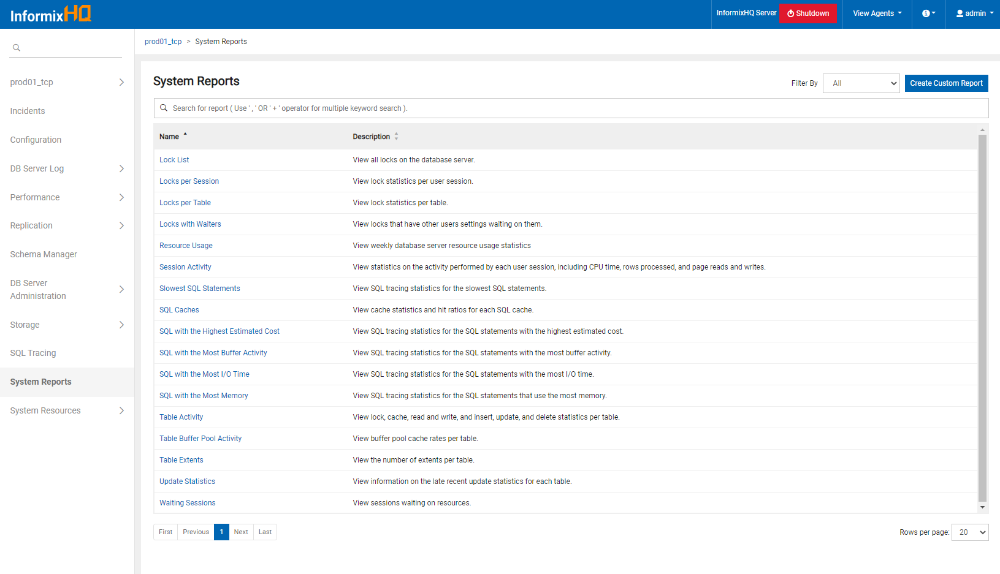 InformixHQ
InformixHQ Server
Shutdown
View Agents
admin
prod01_tcp > System Reports
prod01_tcp
Incidents
Configuration
DB Server Log
Performance
Replication
Schema Manager
DB Server
Administration
Storage
SQL Tracing
System Reports
System Resources
System Reports
Filter By
All
Create Custom Report
Search for report ( Use ' , ' OR ' + ' operator for multiple keyword search ).
Name Description
Lock List View all locks on the database server.
Locks per Session View lock statistics per user session.
Locks per Table View lock statistics per table.
Locks with Waiters View locks that have other users settings waiting on them.
Resource Usage View weekly database server resource usage statistics
Session Activity View statistics on the activity performed by each user session, including CPU time, rows processed, and page reads and writes.
Slowest SQL Statements View SQL tracing statistics for the slowest SQL statements.
SQL Caches View cache statistics and hit ratios for each SQL cache.
SQL with the Highest Estimated Cost View SQL tracing statistics for the SQL statements with the highest estimated cost.
SQL with the Most Buffer Activity View SQL tracing statistics for the SQL statements with the most buffer activity.
SQL with the Most I/O Time View SQL tracing statistics for the SQL statements with the most I/O time.
SQL with the Most Memory View SQL tracing statistics for the SQL statements that use the most memory.
Table Activity View lock, cache, read and write, and insert, update, and delete statistics per table.
Table Buffer Pool Activity View buffer pool cache rates per table.
Table Extents View the number of extents per table.
Update Statistics View information on the late recent update statistics for each table.
Waiting Sessions View sessions waiting on resources.
First Previous 1 Next Last
Rows per page: 20